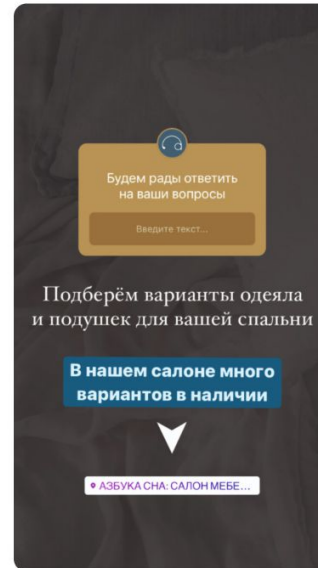 Будем рады ответить
на ваши вопросы
Введите текст...
Подберём варианты одеяла
и подушек для вашей спальни
В нашем салоне много
вариантов в наличии
АЗБУКА СНА: САЛОН МЕБЕ...